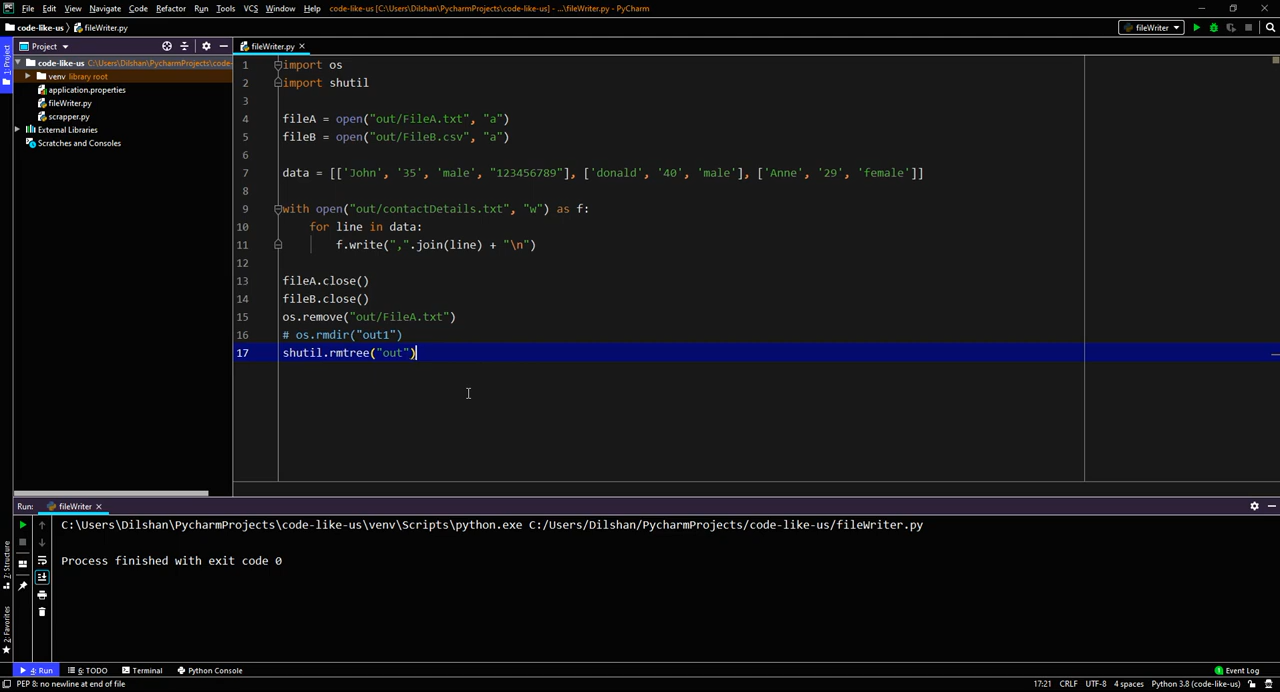 File Edit View Navigate Code Refactor Run Tools VCS Window Help code-like-us [C:\Users\Dilshan\PycharmProjects\code-like-us] - ...\fileWriter.py - PyCharm
code-like-us fileWriter.py
fileWriter
Project
fileWriter.py
1: Project
code-like-us C:\Users\Dilshan\PycharmProjects\code-
venv library root
application.properties
fileWriter.py
scrapper.py
External Libraries
Scratches and Consoles
1 import os
2 import shutil
3
4 fileA = open("out/FileA.txt", "a")
5 fileB = open("out/FileB.csv", "a")
6
7 data = [['John', '35', 'male', "123456789"], ['donald', '40', 'male'], ['Anne', '29', 'female']]
8
9 with open("out/contactDetails.txt", "w") as f:
10 for line in data:
11 f.write(",".join(line) + "\n")
12
13 fileA.close()
14 fileB.close()
15 os.remove("out/FileA.txt")
16 # os.rmdir("out1")
17 shutil.rmtree("out")
Run: fileWriter
C:\Users\Dilshan\PycharmProjects\code-like-us\venv\Scripts\python.exe C:/Users/Dilshan/PycharmProjects/code-like-us/fileWriter.py
Process finished with exit code 0
7: Structure
2: Favorites
4: Run 6: TODO Terminal Python Console Event Log
PEP 8: no newline at end of file 17:21 CRLF UTF-8 4 spaces Python 3.8 (code-like-us)